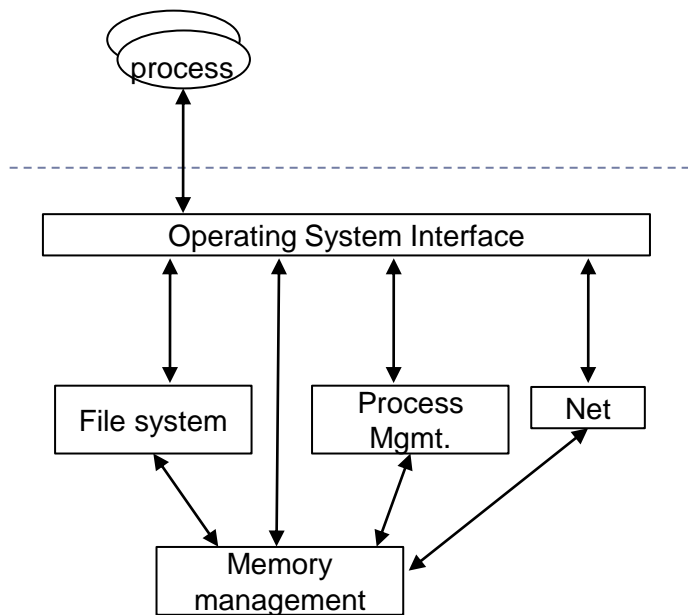 process
Operating System Interface
File system
Process
Mgmt.
Net
Memory
management